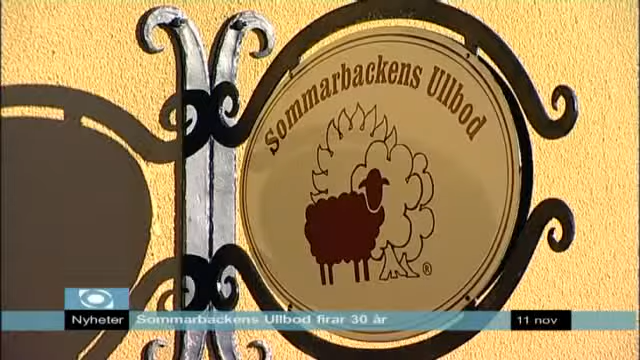 Sommarbackens Ullbod
®
Nyheter Sommarbackens Ullbod firar 30 år 11 nov